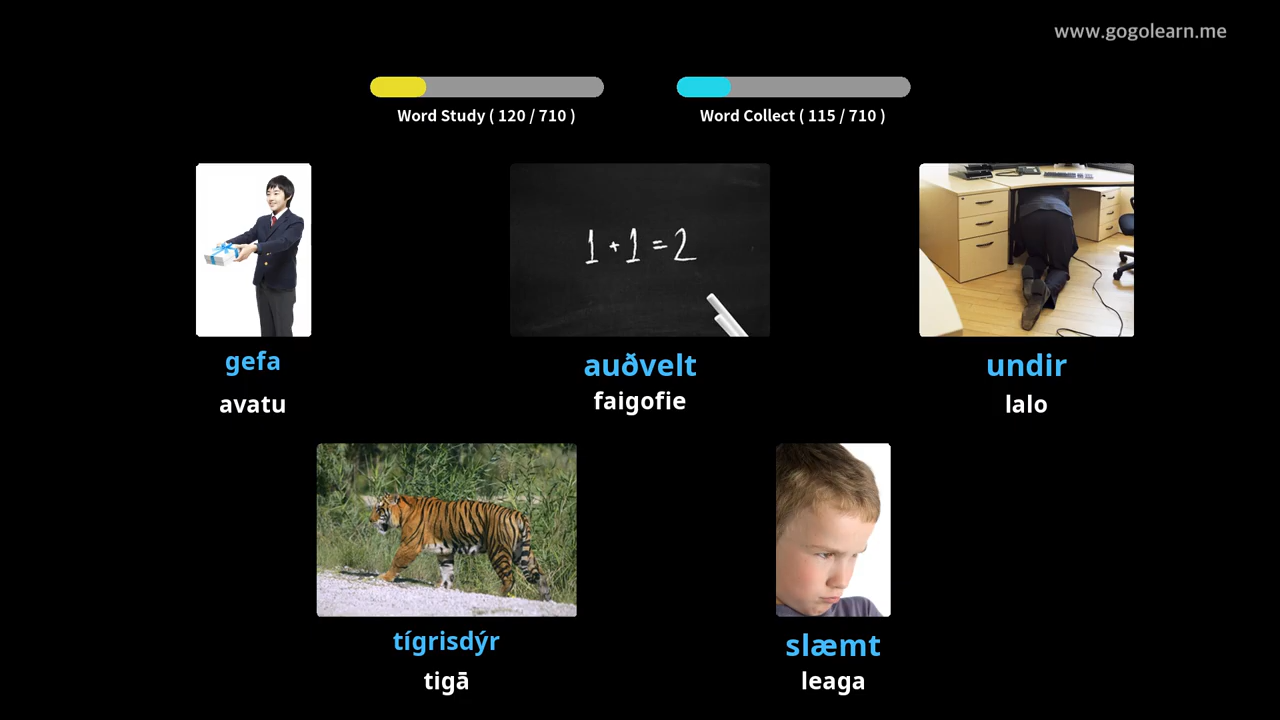 www.gogolearn.me
Word Study ( 120 / 710 )
Word Collect ( 115 / 710 )
1 + 1 = 2
gefa
avatu
auðvelt
faigofie
undir
lalo
tígrisdýr
tigā
slæmt
leaga